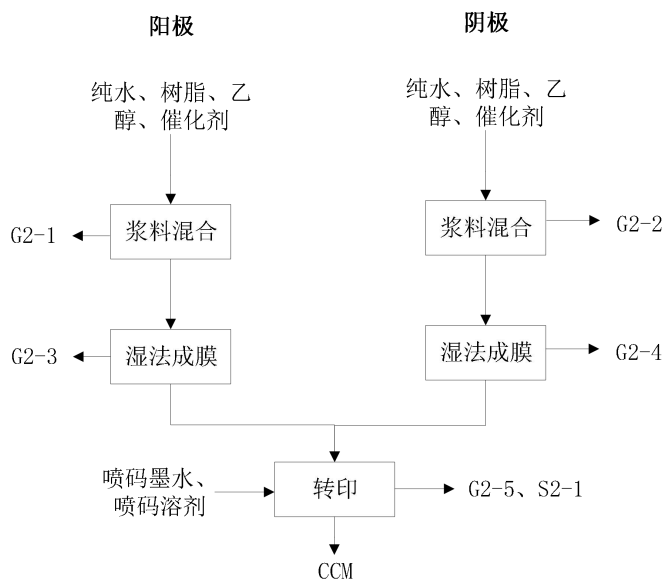 阳极
阴极
纯水、树脂、乙
醇、催化剂
纯水、树脂、乙
醇、催化剂
G2-1
浆料混合
浆料混合
G2-2
G2-3
湿法成膜
湿法成膜
G2-4
喷码墨水、
喷码溶剂
转印
G2-5、S2-1
CCM